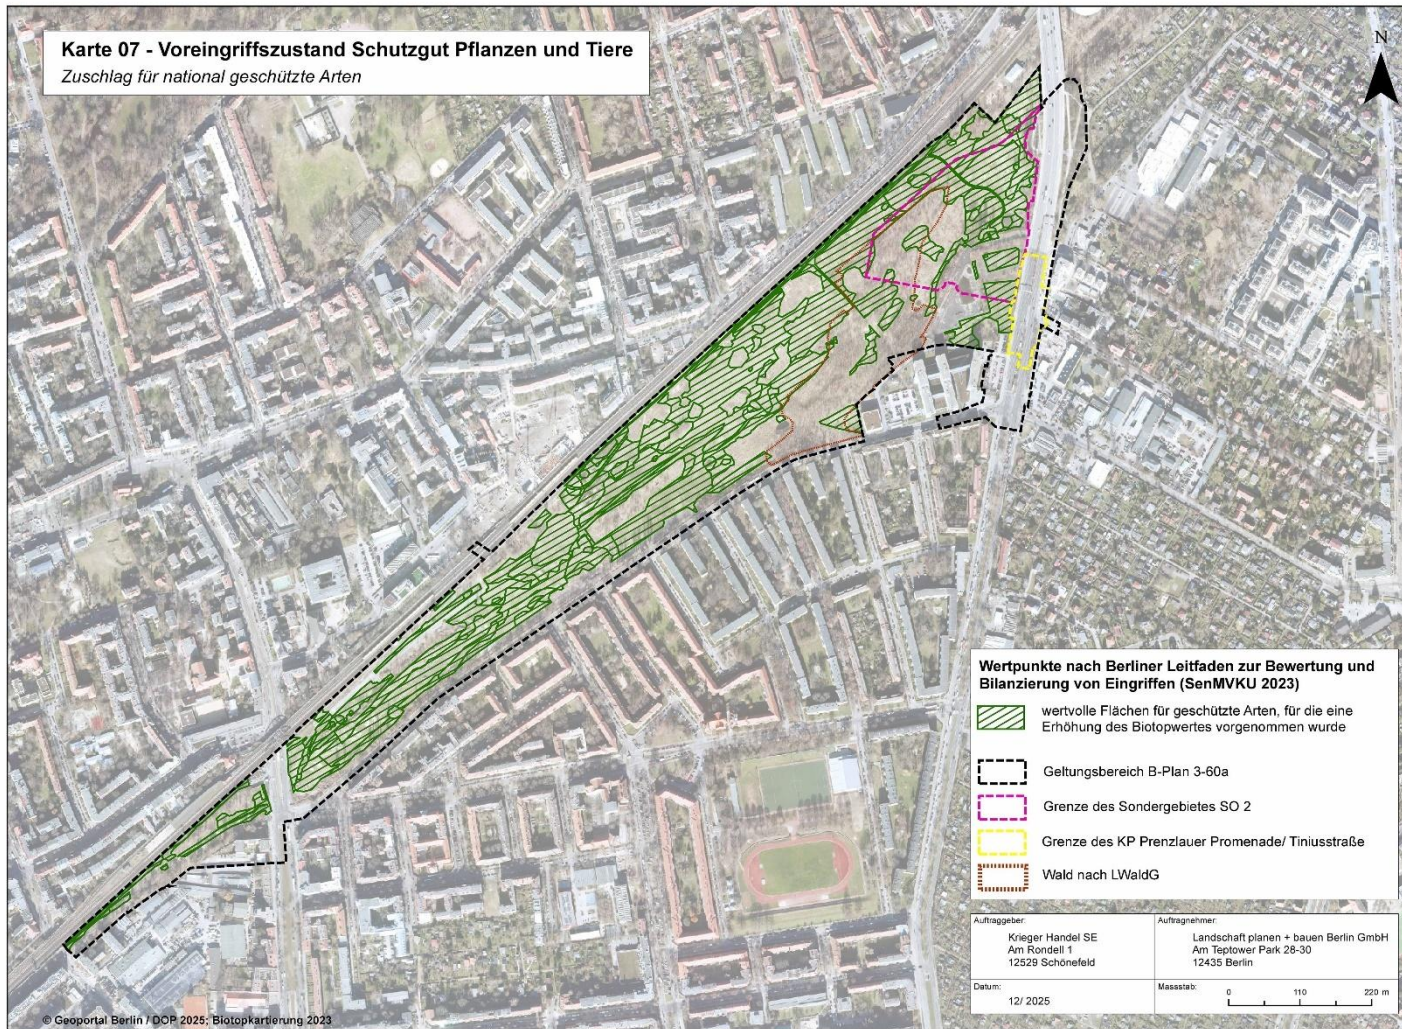 Karte 07 - Voreingriffszustand Schutzgut Pflanzen und Tiere
Zuschlag für national geschützte Arten
N
Wertpunkte nach Berliner Leitfaden zur Bewertung und
Bilanzierung von Eingriffen (SenMVKU 2023)
wertvolle Flächen für geschützte Arten, für die eine
Erhöhung des Biotopwertes vorgenommen wurde
Geltungsbereich B-Plan 3-60a
Grenze des Sondergebietes SO 2
Grenze des KP Prenzlauer Promenade/ Tiniusstraße
Wald nach LWaldG
Auftraggeber:
Krieger Handel SE
Am Rondell 1
12529 Schönefeld
Auftragnehmer:
Landschaft planen + bauen Berlin GmbH
Am Teptower Park 28-30
12435 Berlin
Datum:
12/ 2025
Massstab:
0 110 220 m
© Geoportal Berlin / DOP 2025; Biotopkartierung 2023